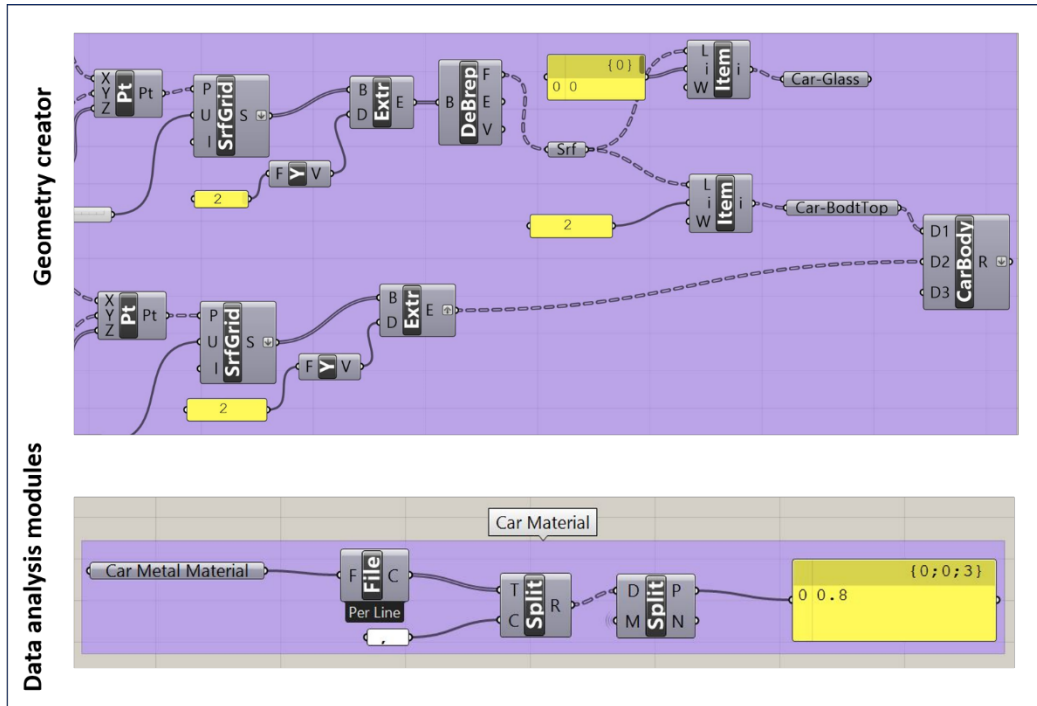 Geometry creator
X
Y
Z
Pt
Pt
P
U
I
SrfGrid
S
B
D
Extr
E
B
DeBrep
F
E
V
{0}
0 0
L
i
W
Item
i
Car-Glass
2
F
Y
V
Srf
2
L
i
W
Item
i
Car-BodtTop
D1
D2
D3
CarBody
R
X
Y
Z
Pt
Pt
P
U
I
SrfGrid
S
B
D
Extr
E
2
F
Y
V
Data analysis modules
Car Material
Car Metal Material
F
File
C
Per Line
,
T
C
Split
R
D
M
Split
P
N
{0;0;3}
0 0.8